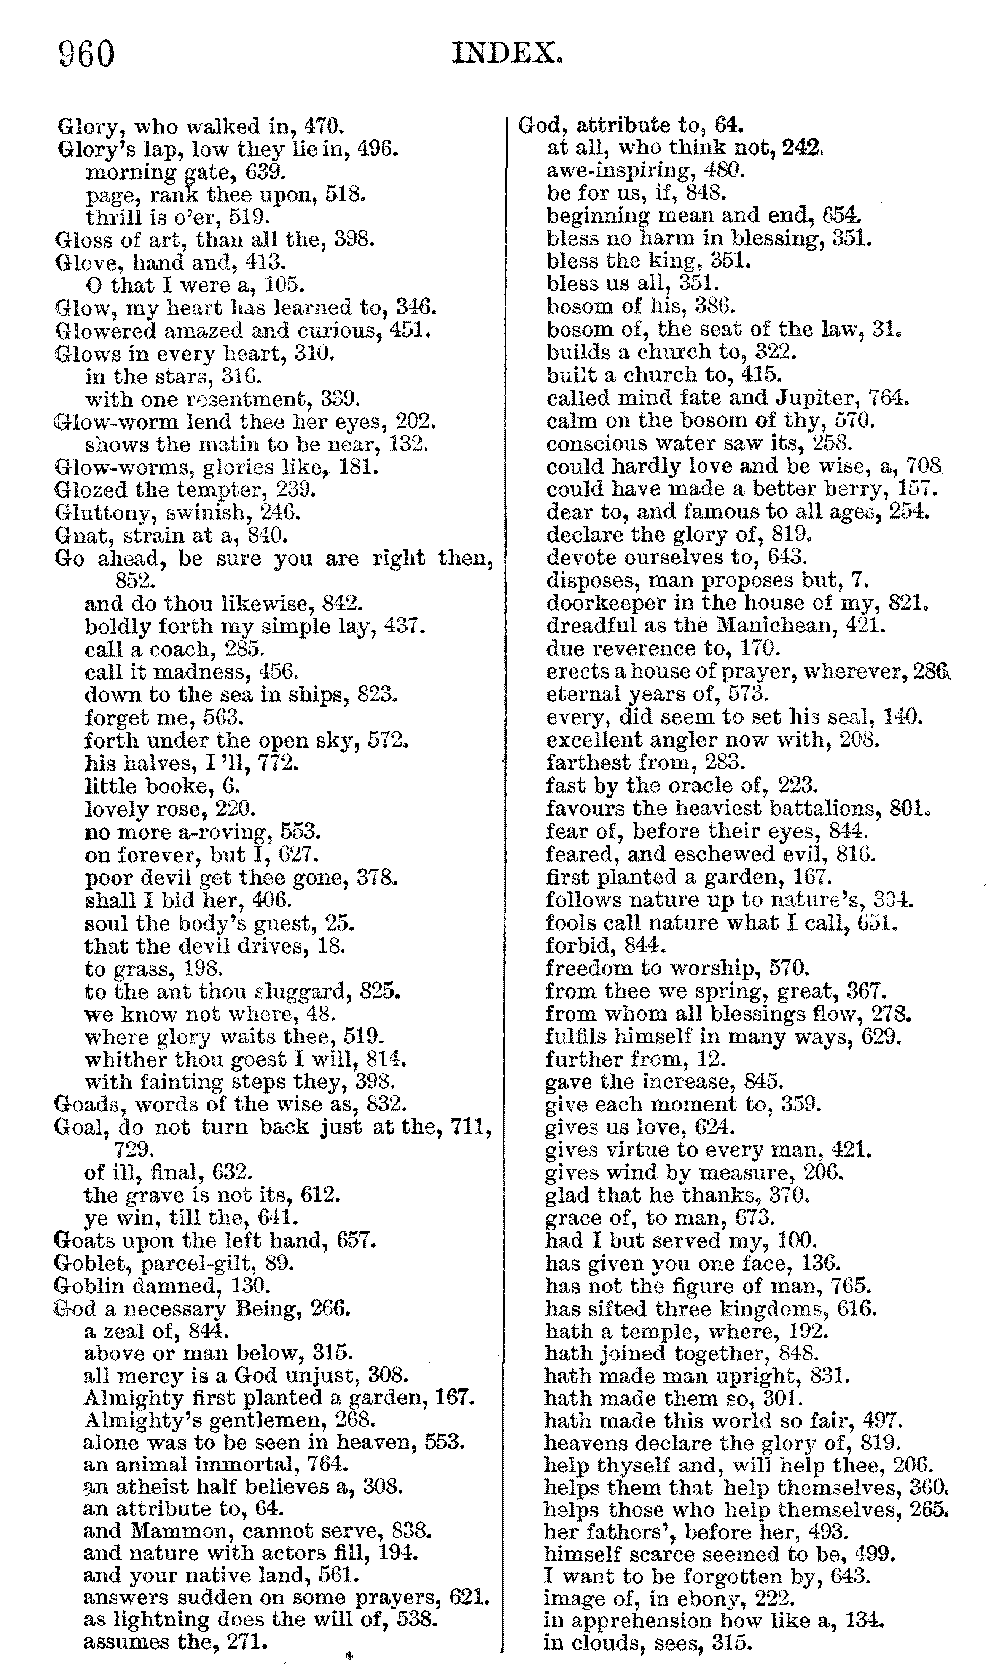 960
INDEX.
Glory, who walked in, 470.
Glory's lap, low they lie in, 496.
morning gate, 639.
page, rank thee upon, 518.
thrill is o'er, 519.
Gloss of art, than all the, 398.
Glove, hand and, 413.
O that I were a, 105.
Glow, my heart has learned to, 346.
Glowered amazed and curious, 451.
Glows in every heart, 310.
in the stars, 316.
with one resentment, 339.
Glow-worm lend thee her eyes, 202.
shows the matin to be near, 132.
Glow-worms, glories like, 181.
Glozed the tempter, 239.
Gluttony, swinish, 246.
Gnat, strain at a, 840.
Go ahead, be sure you are right then,
852.
and do thou likewise, 842.
boldly forth my simple lay, 437.
call a coach, 285.
call it madness, 456.
down to the sea in ships, 823.
forget me, 563.
forth under the open sky, 572.
his halves, I 'll, 772.
little booke, 6.
lovely rose, 220.
no more a-roving, 553.
on forever, but I, 627.
poor devil get thee gone, 378.
shall I bid her, 406.
soul the body's guest, 25.
that the devil drives, 18.
to grass, 198.
to the ant thou sluggard, 825.
we know not where, 48.
where glory waits thee, 519.
whither thou goest I will, 814.
with fainting steps they, 398.
Goads, words of the wise as, 832.
Goal, do not turn back just at the, 711,
729.
of ill, final, 632.
the grave is not its, 612.
ye win, till the, 641.
Goats upon the left hand, 657.
Goblet, parcel-gilt, 89.
Goblin damned, 130.
God a necessary Being, 266.
a zeal of, 844.
above or man below, 315.
all mercy is a God unjust, 308.
Almighty first planted a garden, 167.
Almighty's gentlemen, 268.
alone was to be seen in heaven, 553.
an animal immortal, 764.
an atheist half believes a, 308.
an attribute to, 64.
and Mammon, cannot serve, 838.
and nature with actors fill, 194.
and your native land, 561.
answers sudden on some prayers, 621.
as lightning does the will of, 538.
assumes the, 271.
God, attribute to, 64.
at all, who think not, 242.
awe-inspiring, 480.
be for us, if, 848.
beginning mean and end, 654.
bless no harm in blessing, 351.
bless the king, 351.
bless us all, 351.
bosom of his, 386.
bosom of, the seat of the law, 31.
builds a church to, 322.
built a church to, 415.
called mind fate and Jupiter, 764.
calm on the bosom of thy, 570.
conscious water saw its, 258.
could hardly love and be wise, a, 708
could have made a better berry, 157.
dear to, and famous to all ages, 254.
declare the glory of, 819.
devote ourselves to, 643.
disposes, man proposes but, 7.
doorkeeper in the house of my, 821.
dreadful as the Manichean, 421.
due reverence to, 170.
erects a house of prayer, wherever, 286.
eternal years of, 573.
every, did seem to set his seal, 140.
excellent angler now with, 208.
farthest from, 283.
fast by the oracle of, 223.
favours the heaviest battalions, 801.
fear of, before their eyes, 844.
feared, and eschewed evil, 816.
first planted a garden, 167.
follows nature up to nature's, 334.
fools call nature what I call, 651.
forbid, 844.
freedom to worship, 570.
from thee we spring, great, 367.
from whom all blessings flow, 278.
fulfils himself in many ways, 629.
further from, 12.
gave the increase, 845.
give each moment to, 359.
gives us love, 624.
gives virtue to every man, 421.
gives wind by measure, 206.
glad that he thanks, 370.
grace of, to man, 673.
had I but served my, 100.
has given you one face, 136.
has not the figure of man, 765.
has sifted three kingdoms, 616.
hath a temple, where, 192.
hath joined together, 848.
hath made man upright, 831.
hath made them so, 301.
hath made this world so fair, 497.
heavens declare the glory of, 819.
help thyself and, will help thee, 206.
helps them that help themselves, 360.
helps those who help themselves, 265.
her fathers', before her, 493.
himself scarce seemed to be, 499.
I want to be forgotten by, 643.
image of, in ebony, 222.
in apprehension how like a, 134.
in clouds, sees, 315.